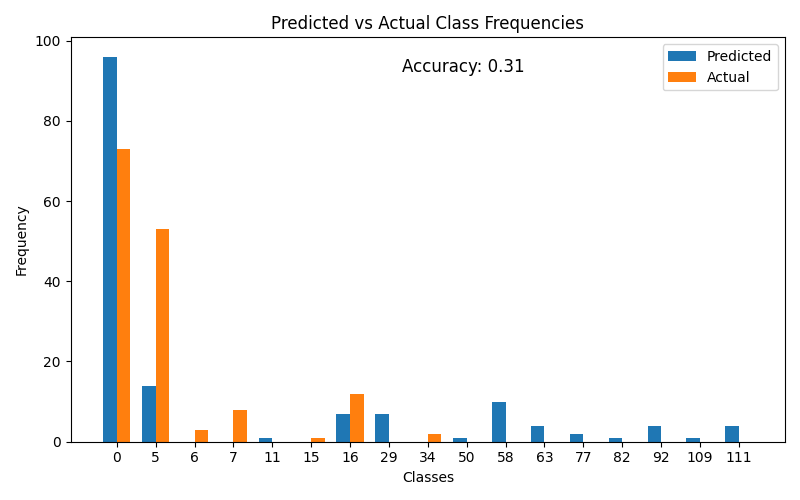 Predicted vs Actual Class Frequencies
100
80
60
40
20
0
Frequency
Accuracy: 0.31
Predicted
Actual
0 5 6 7 11 15 16 29 34 50 58 63 77 82 92 109 111
Classes